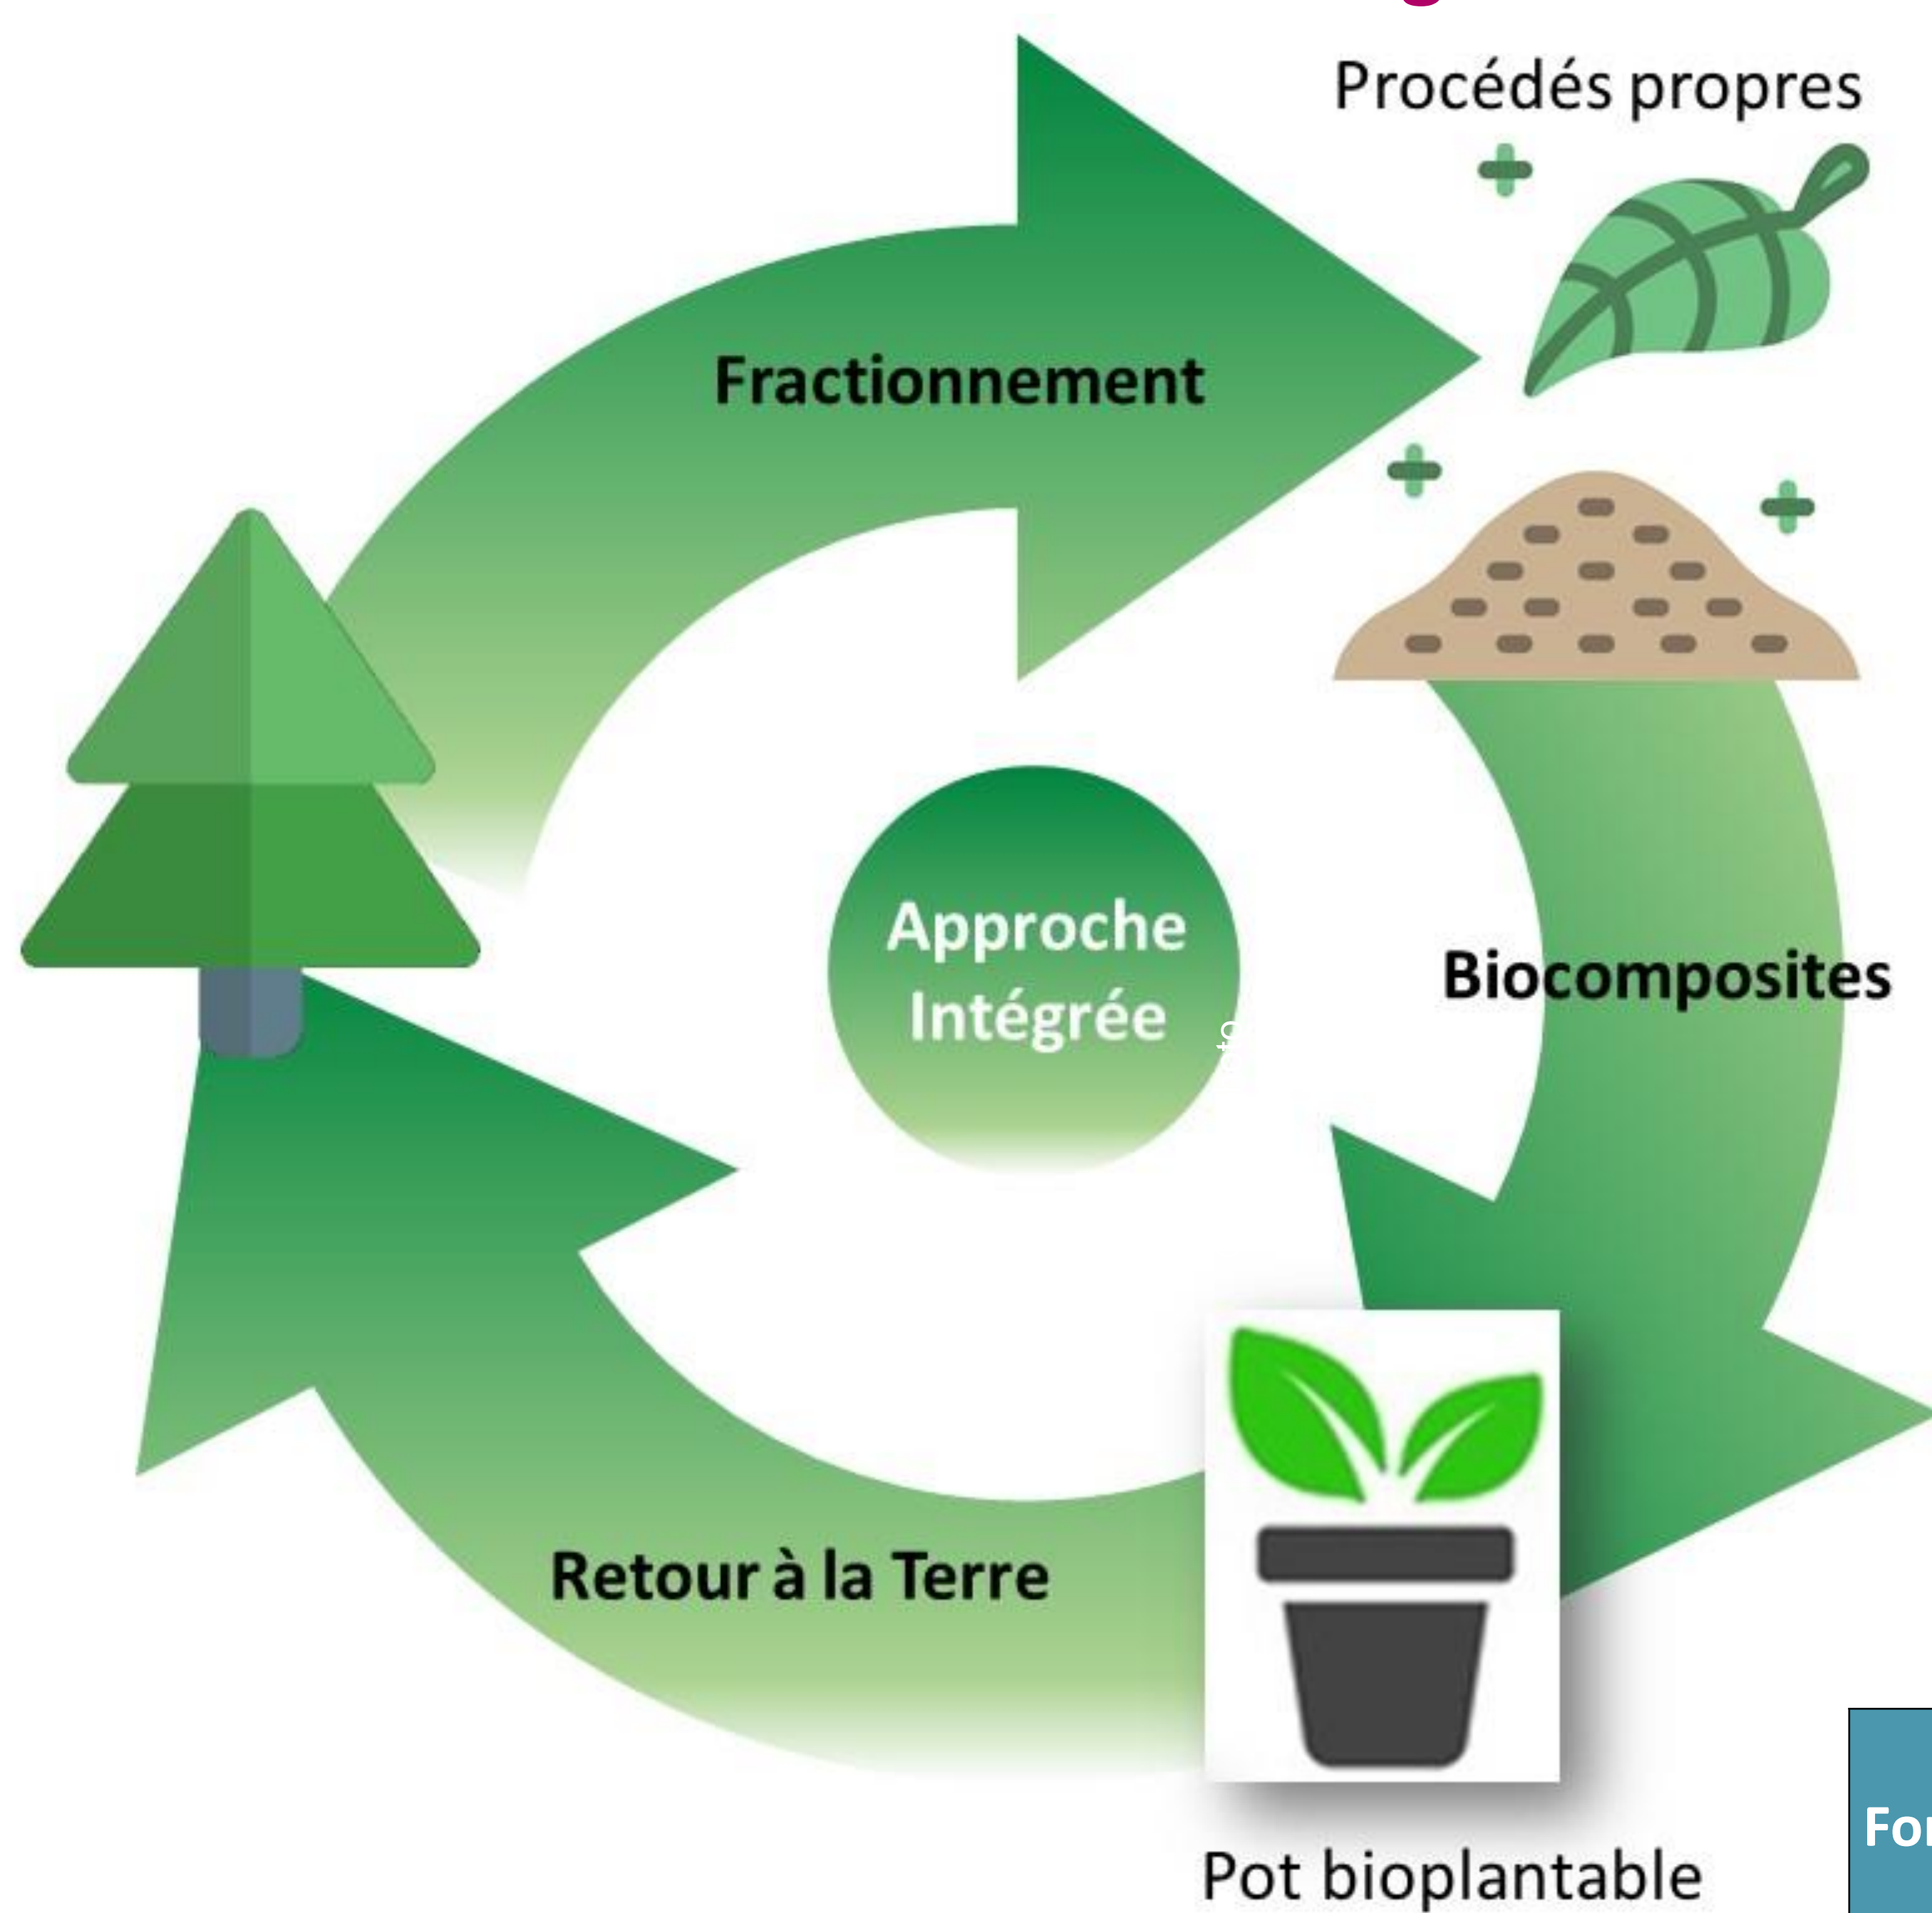 Procédés propres
Fractionnement
Approche
Intégrée
Biocomposites
Retour à la Terre
Pot bioplantable